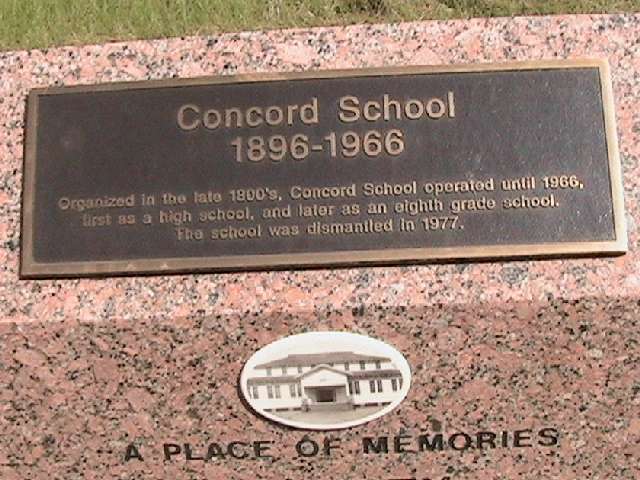 Concord School
1896-1966
Organized in the late 1800's, Concord School operated until 1966,
first as a high school, and later as an eighth grade school.
The school was dismantled in 1977.
A PLACE OF MEMORIES